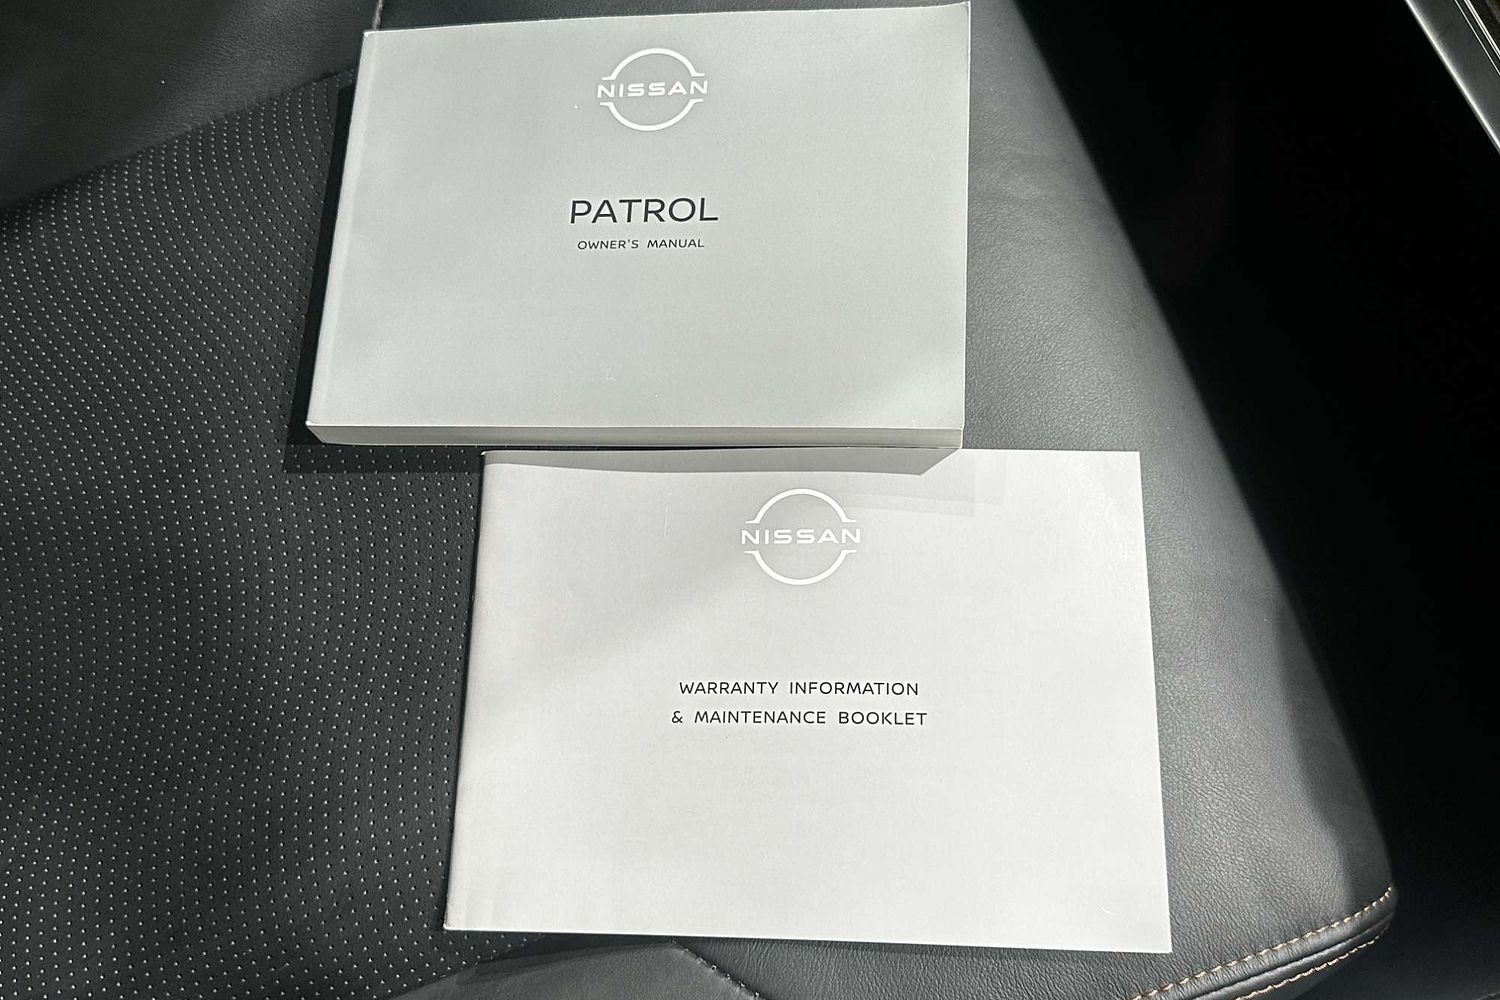 NISSAN
PATROL
OWNER'S MANUAL
NISSAN
WARRANTY INFORMATION
& MAINTENANCE BOOKLET